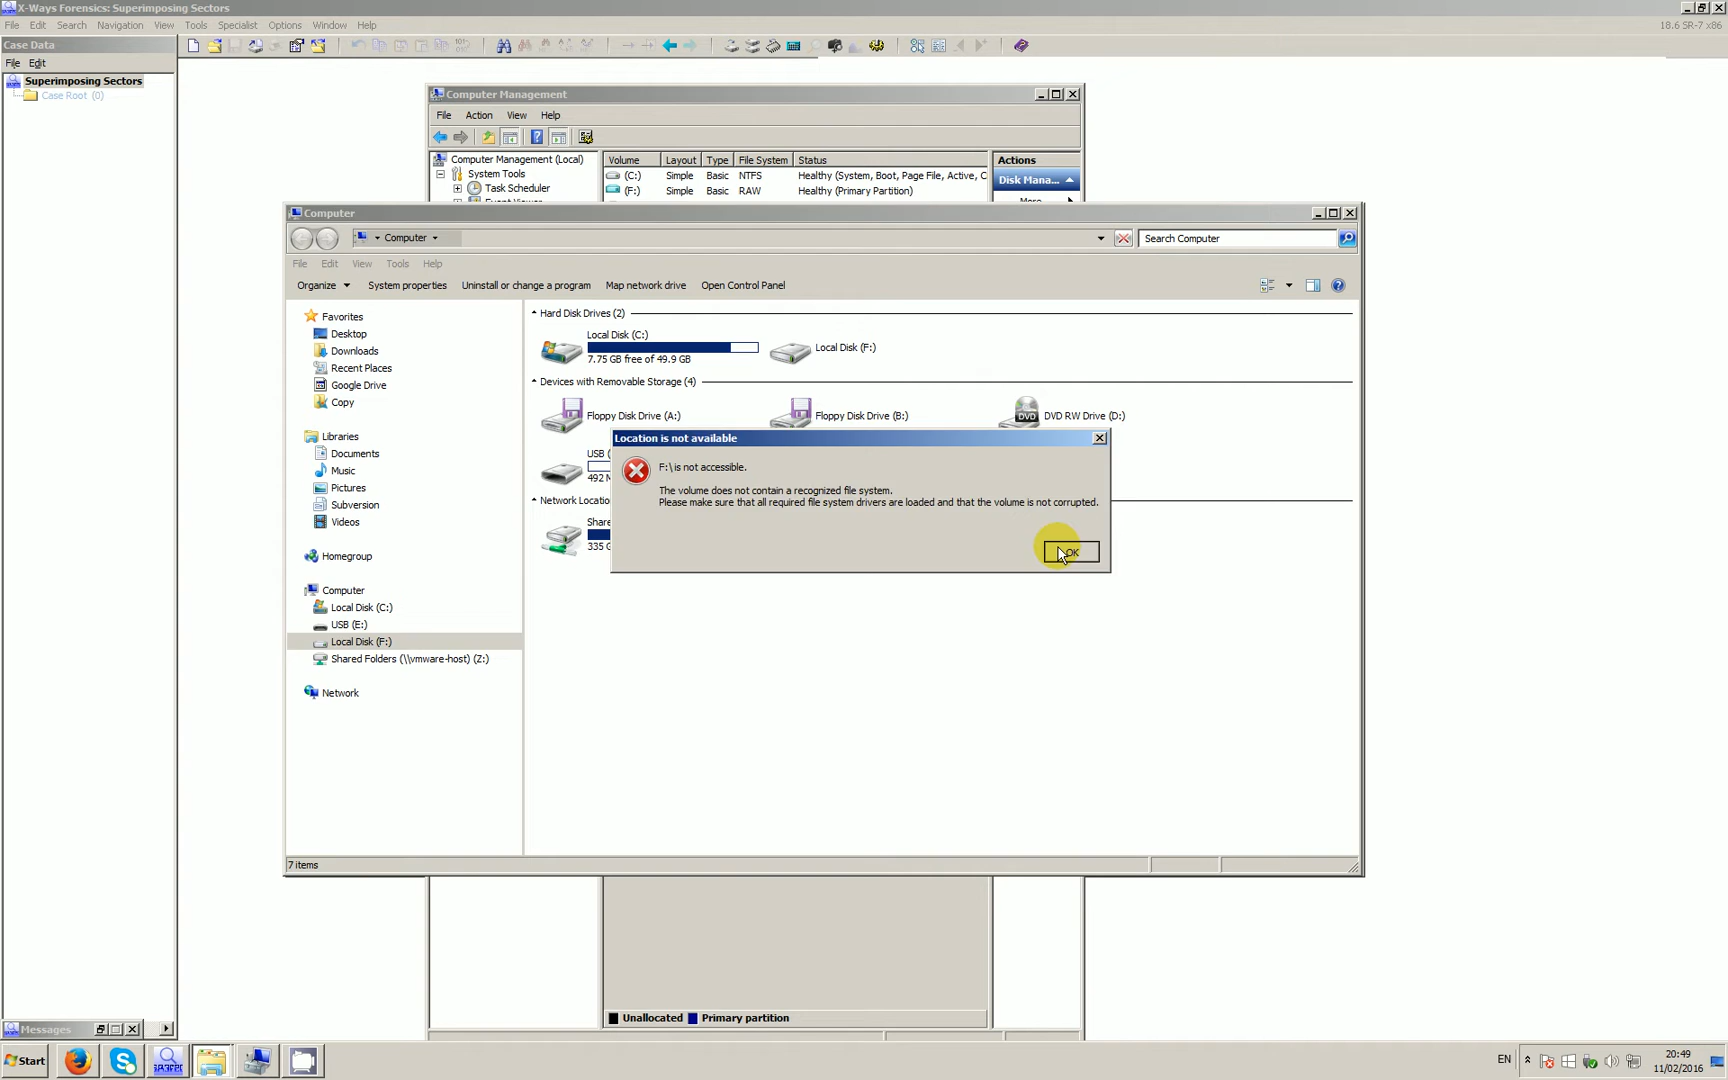 X-Ways Forensics: Superimposing Sectors
File Edit Search Navigation View Tools Specialist Options Window Help
18.6 SR-7 x86
Case Data
File Edit
Superimposing Sectors
Case Root (0)
Computer Management
File Action View Help
Computer Management (Local)
System Tools
Task Scheduler
Volume Layout Type File System Status
(C:) Simple Basic NTFS Healthy (System, Boot, Page File, Active, C
(F:) Simple Basic RAW Healthy (Primary Partition)
Actions
Disk Mana...
Computer
Computer
Search Computer
File Edit View Tools Help
Organize System properties Uninstall or change a program Map network drive Open Control Panel
Favorites
Desktop
Downloads
Recent Places
Google Drive
Copy
Libraries
Documents
Music
Pictures
Subversion
Videos
Homegroup
Computer
Local Disk (C:)
USB (E:)
Local Disk (F:)
Shared Folders (\\vmware-host) (Z:)
Network
Hard Disk Drives (2)
Local Disk (C:)
7.75 GB free of 49.9 GB
Local Disk (F:)
Devices with Removable Storage (4)
Floppy Disk Drive (A:)
Floppy Disk Drive (B:)
DVD
DVD RW Drive (D:)
USB (
492 M
Network Locatio
Share
335 G
Location is not available
F:\ is not accessible.
The volume does not contain a recognized file system.
Please make sure that all required file system drivers are loaded and that the volume is not corrupted.
OK
7 items
Unallocated Primary partition
Messages
Start
EN
20:49
11/02/2016